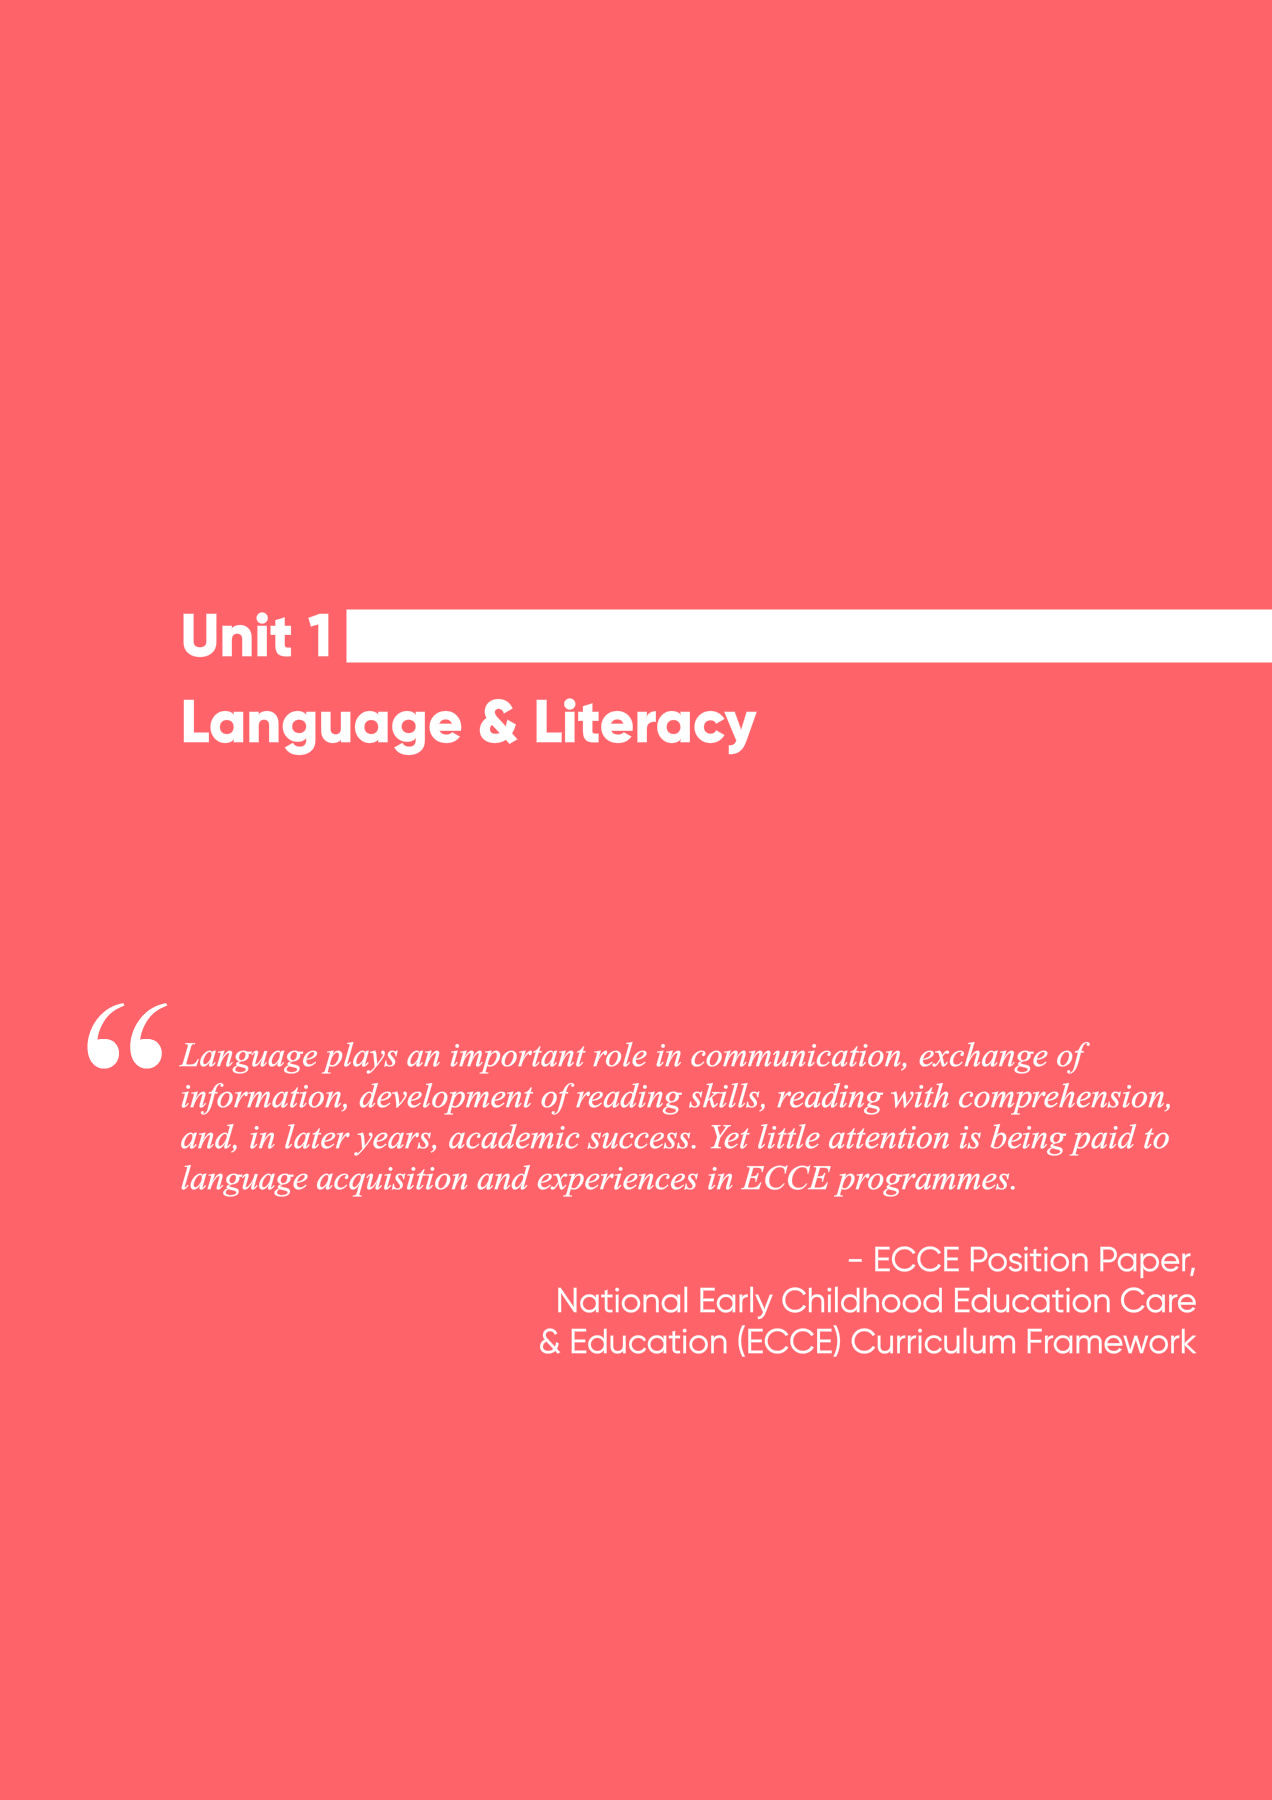 Unit 1
Language & Literacy
“ Language plays an important role in communication, exchange of
information, development of reading skills, reading with comprehension,
and, in later years, academic success. Yet little attention is being paid to
language acquisition and experiences in ECCE programmes.
– ECCE Position Paper,
National Early Childhood Education Care
& Education (ECCE) Curriculum Framework